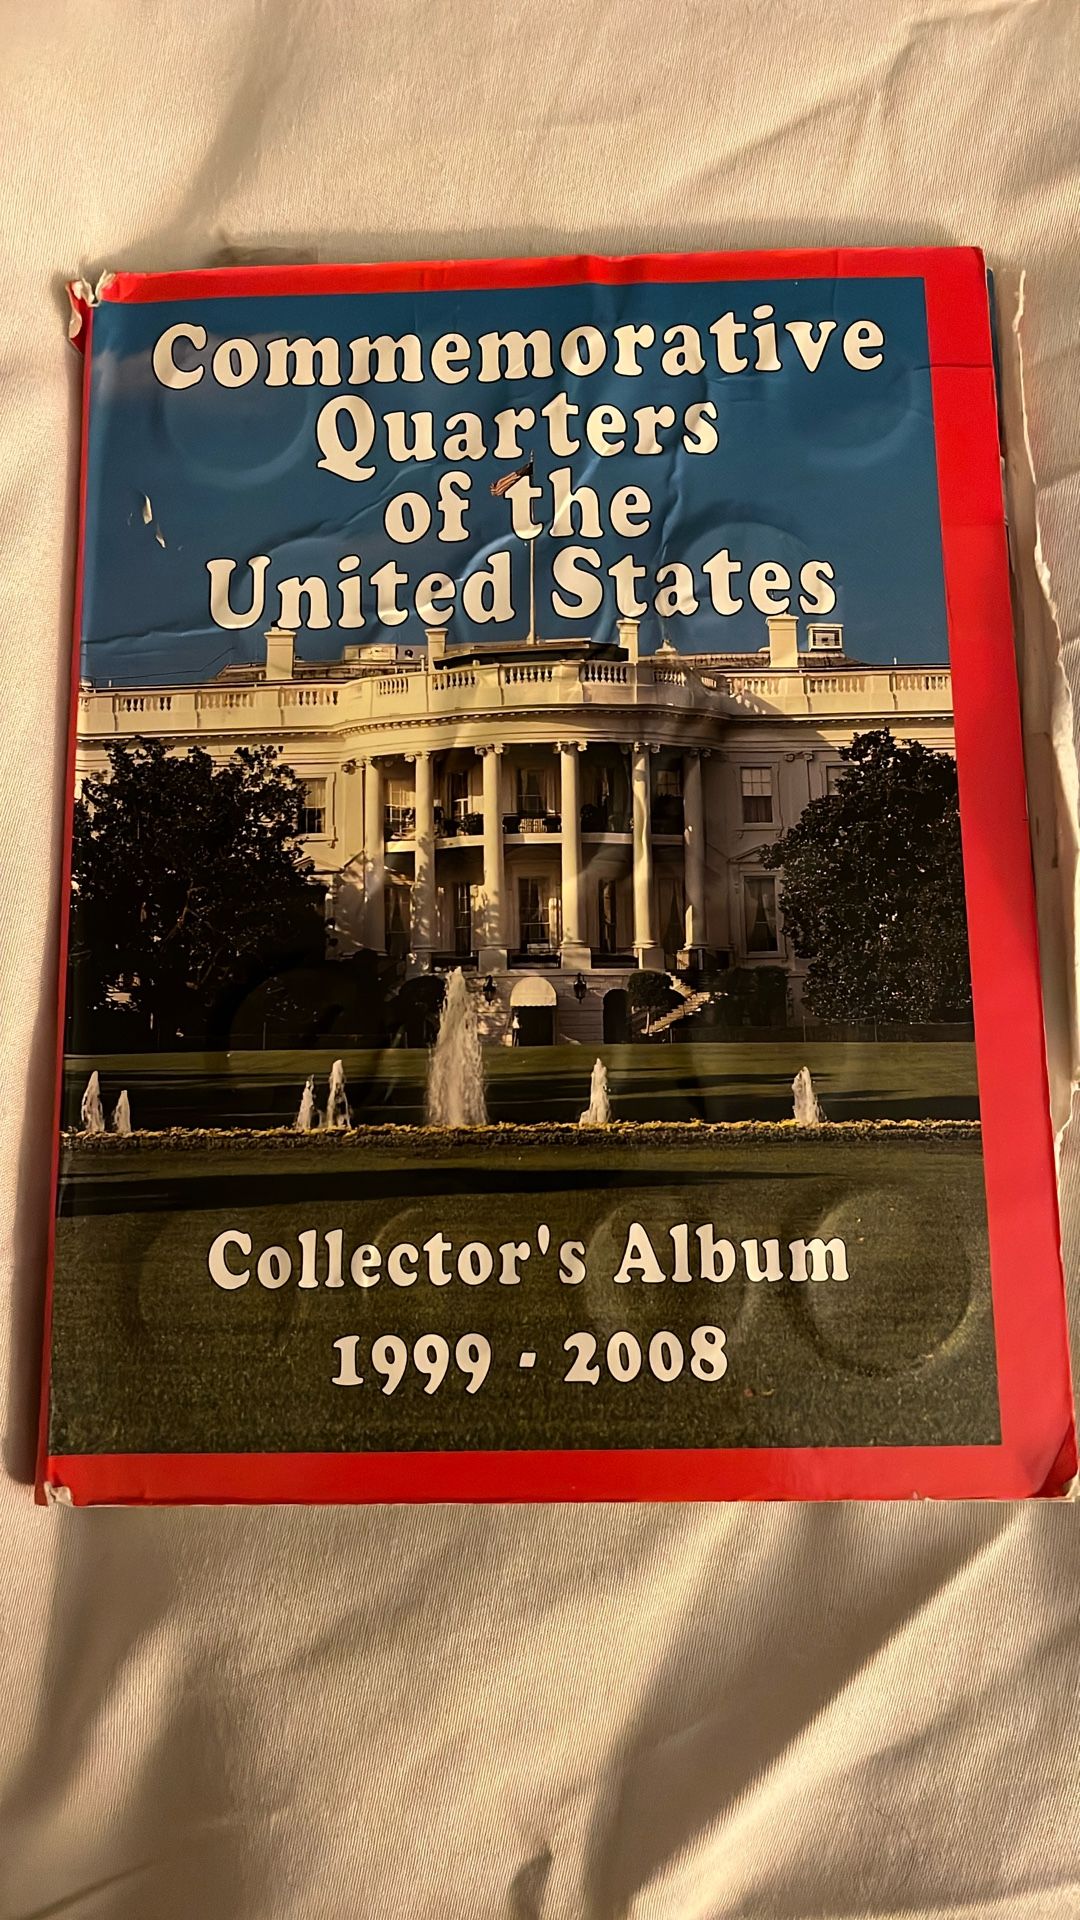 Commemorative
Quarters
of the
United States
Collector's Album
1999 - 2008